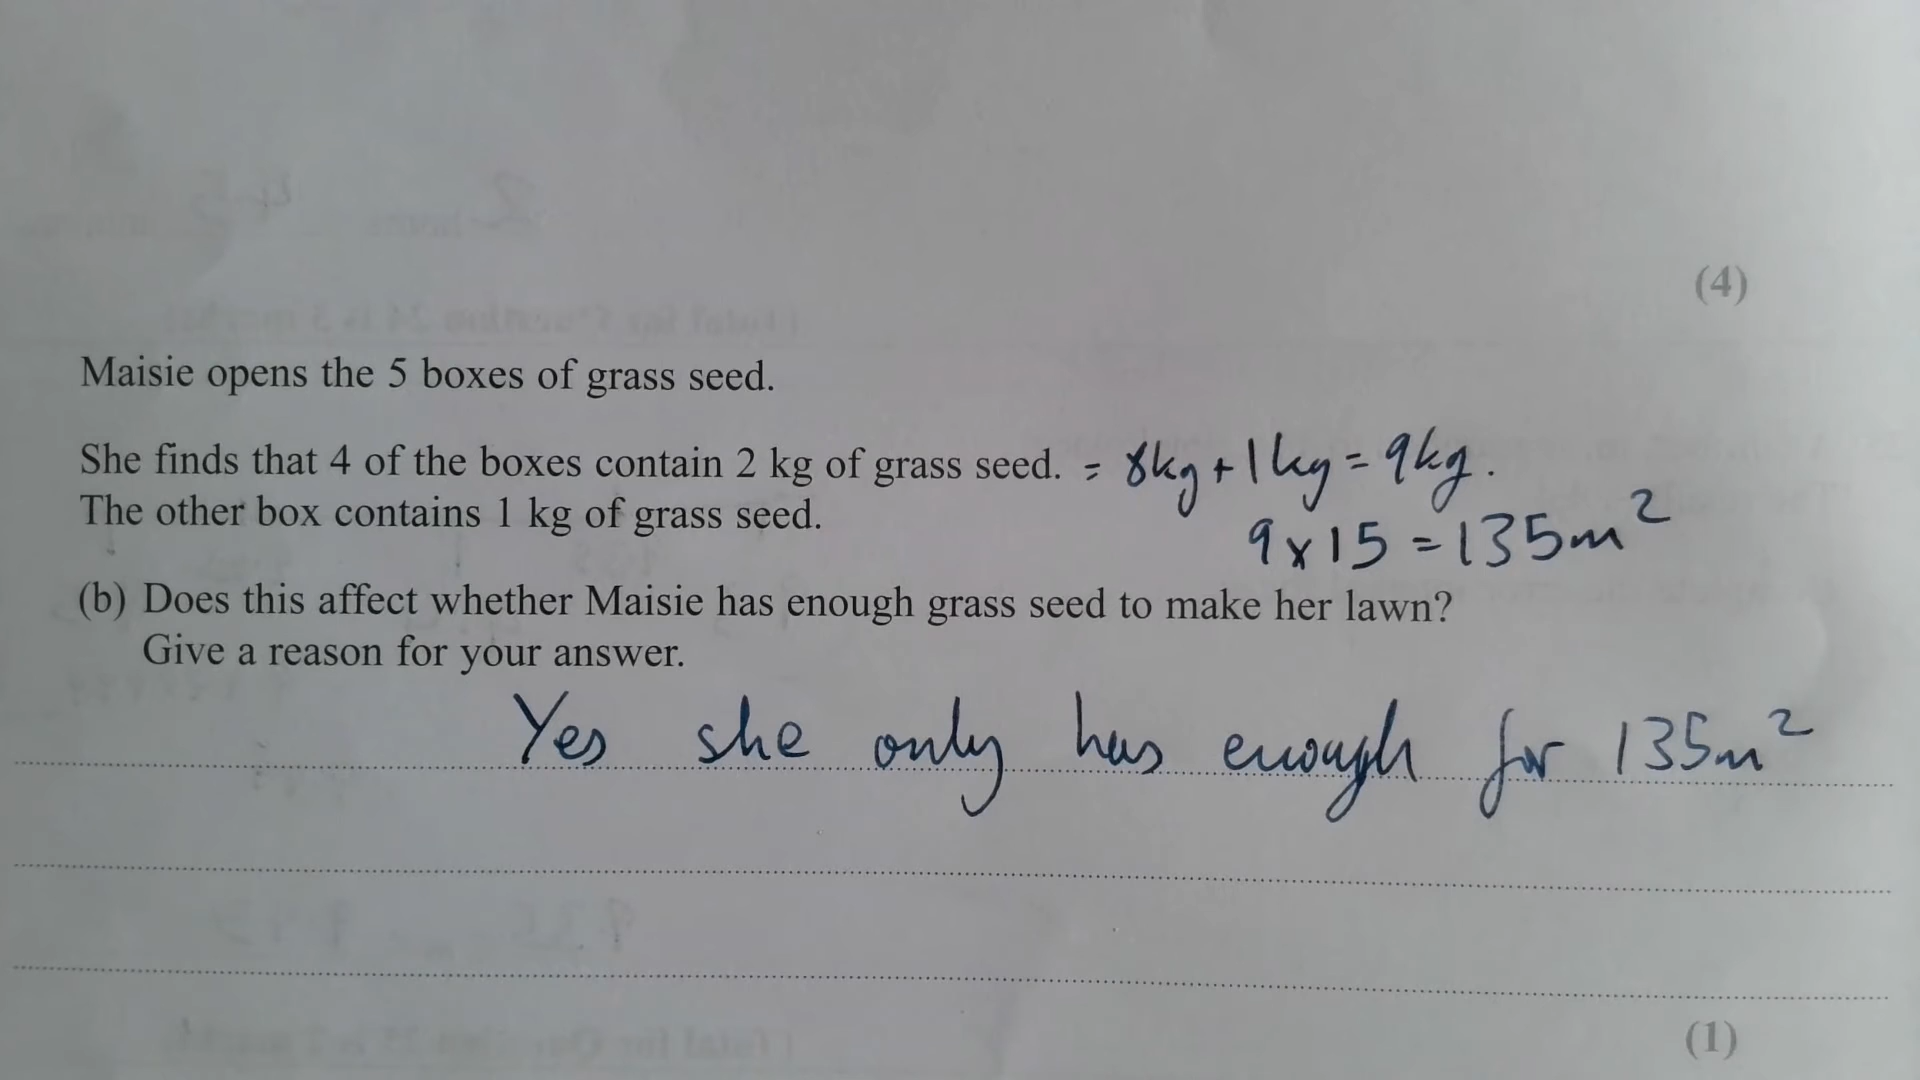 (4)
Maisie opens the 5 boxes of grass seed.
She finds that 4 of the boxes contain 2 kg of grass seed. = 8kg + 1kg = 9kg.
The other box contains 1 kg of grass seed.
9 x 15 = 135m²
(b) Does this affect whether Maisie has enough grass seed to make her lawn?
Give a reason for your answer.
Yes she only has enough for 135m²
(1)